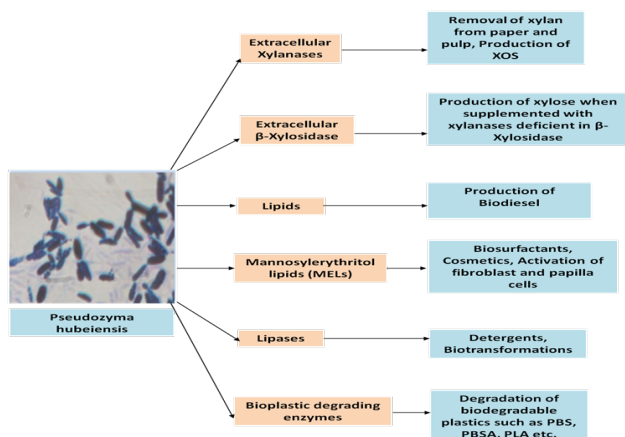 Extracellular
Xylanases
Removal of xylan
from paper and
pulp, Production of
XOS
Extracellular
β-Xylosidase
Production of xylose when
supplemented with
xylanases deficient in β-
Xylosidase
Lipids
Production of
Biodiesel
Mannosylerythritol
lipids (MELs)
Biosurfactants,
Cosmetics, Activation of
fibroblast and papilla
cells
Pseudozyma
hubeiensis
Lipases
Detergents,
Biotransformations
Bioplastic degrading
enzymes
Degradation of
biodegradable
plastics such as PBS,
PBSA, PLA etc.